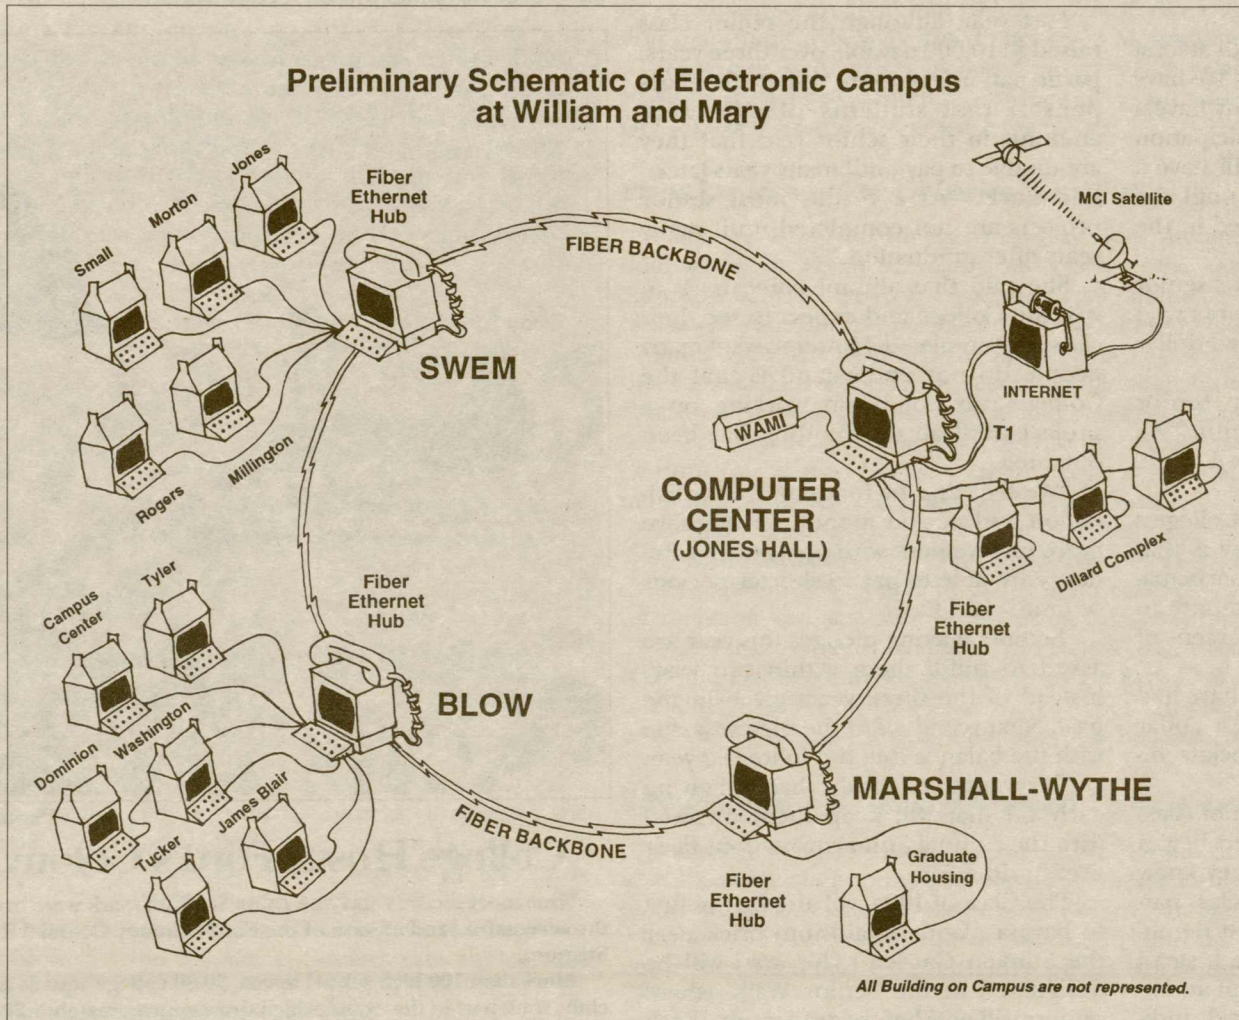 Preliminary Schematic of Electronic Campus
at William and Mary
Jones
Morton
Small
Rogers
Millington
Fiber
Ethernet
Hub
SWEM
FIBER BACKBONE
MCI Satellite
INTERNET
T1
WAMI
COMPUTER
CENTER
(JONES HALL)
Dillard Complex
Fiber
Ethernet
Hub
Tyler
Campus
Center
Washington
Dominion
James Blair
Tucker
Fiber
Ethernet
Hub
BLOW
FIBER BACKBONE
MARSHALL-WYTHE
Fiber
Ethernet
Hub
Graduate
Housing
All Building on Campus are not represented.